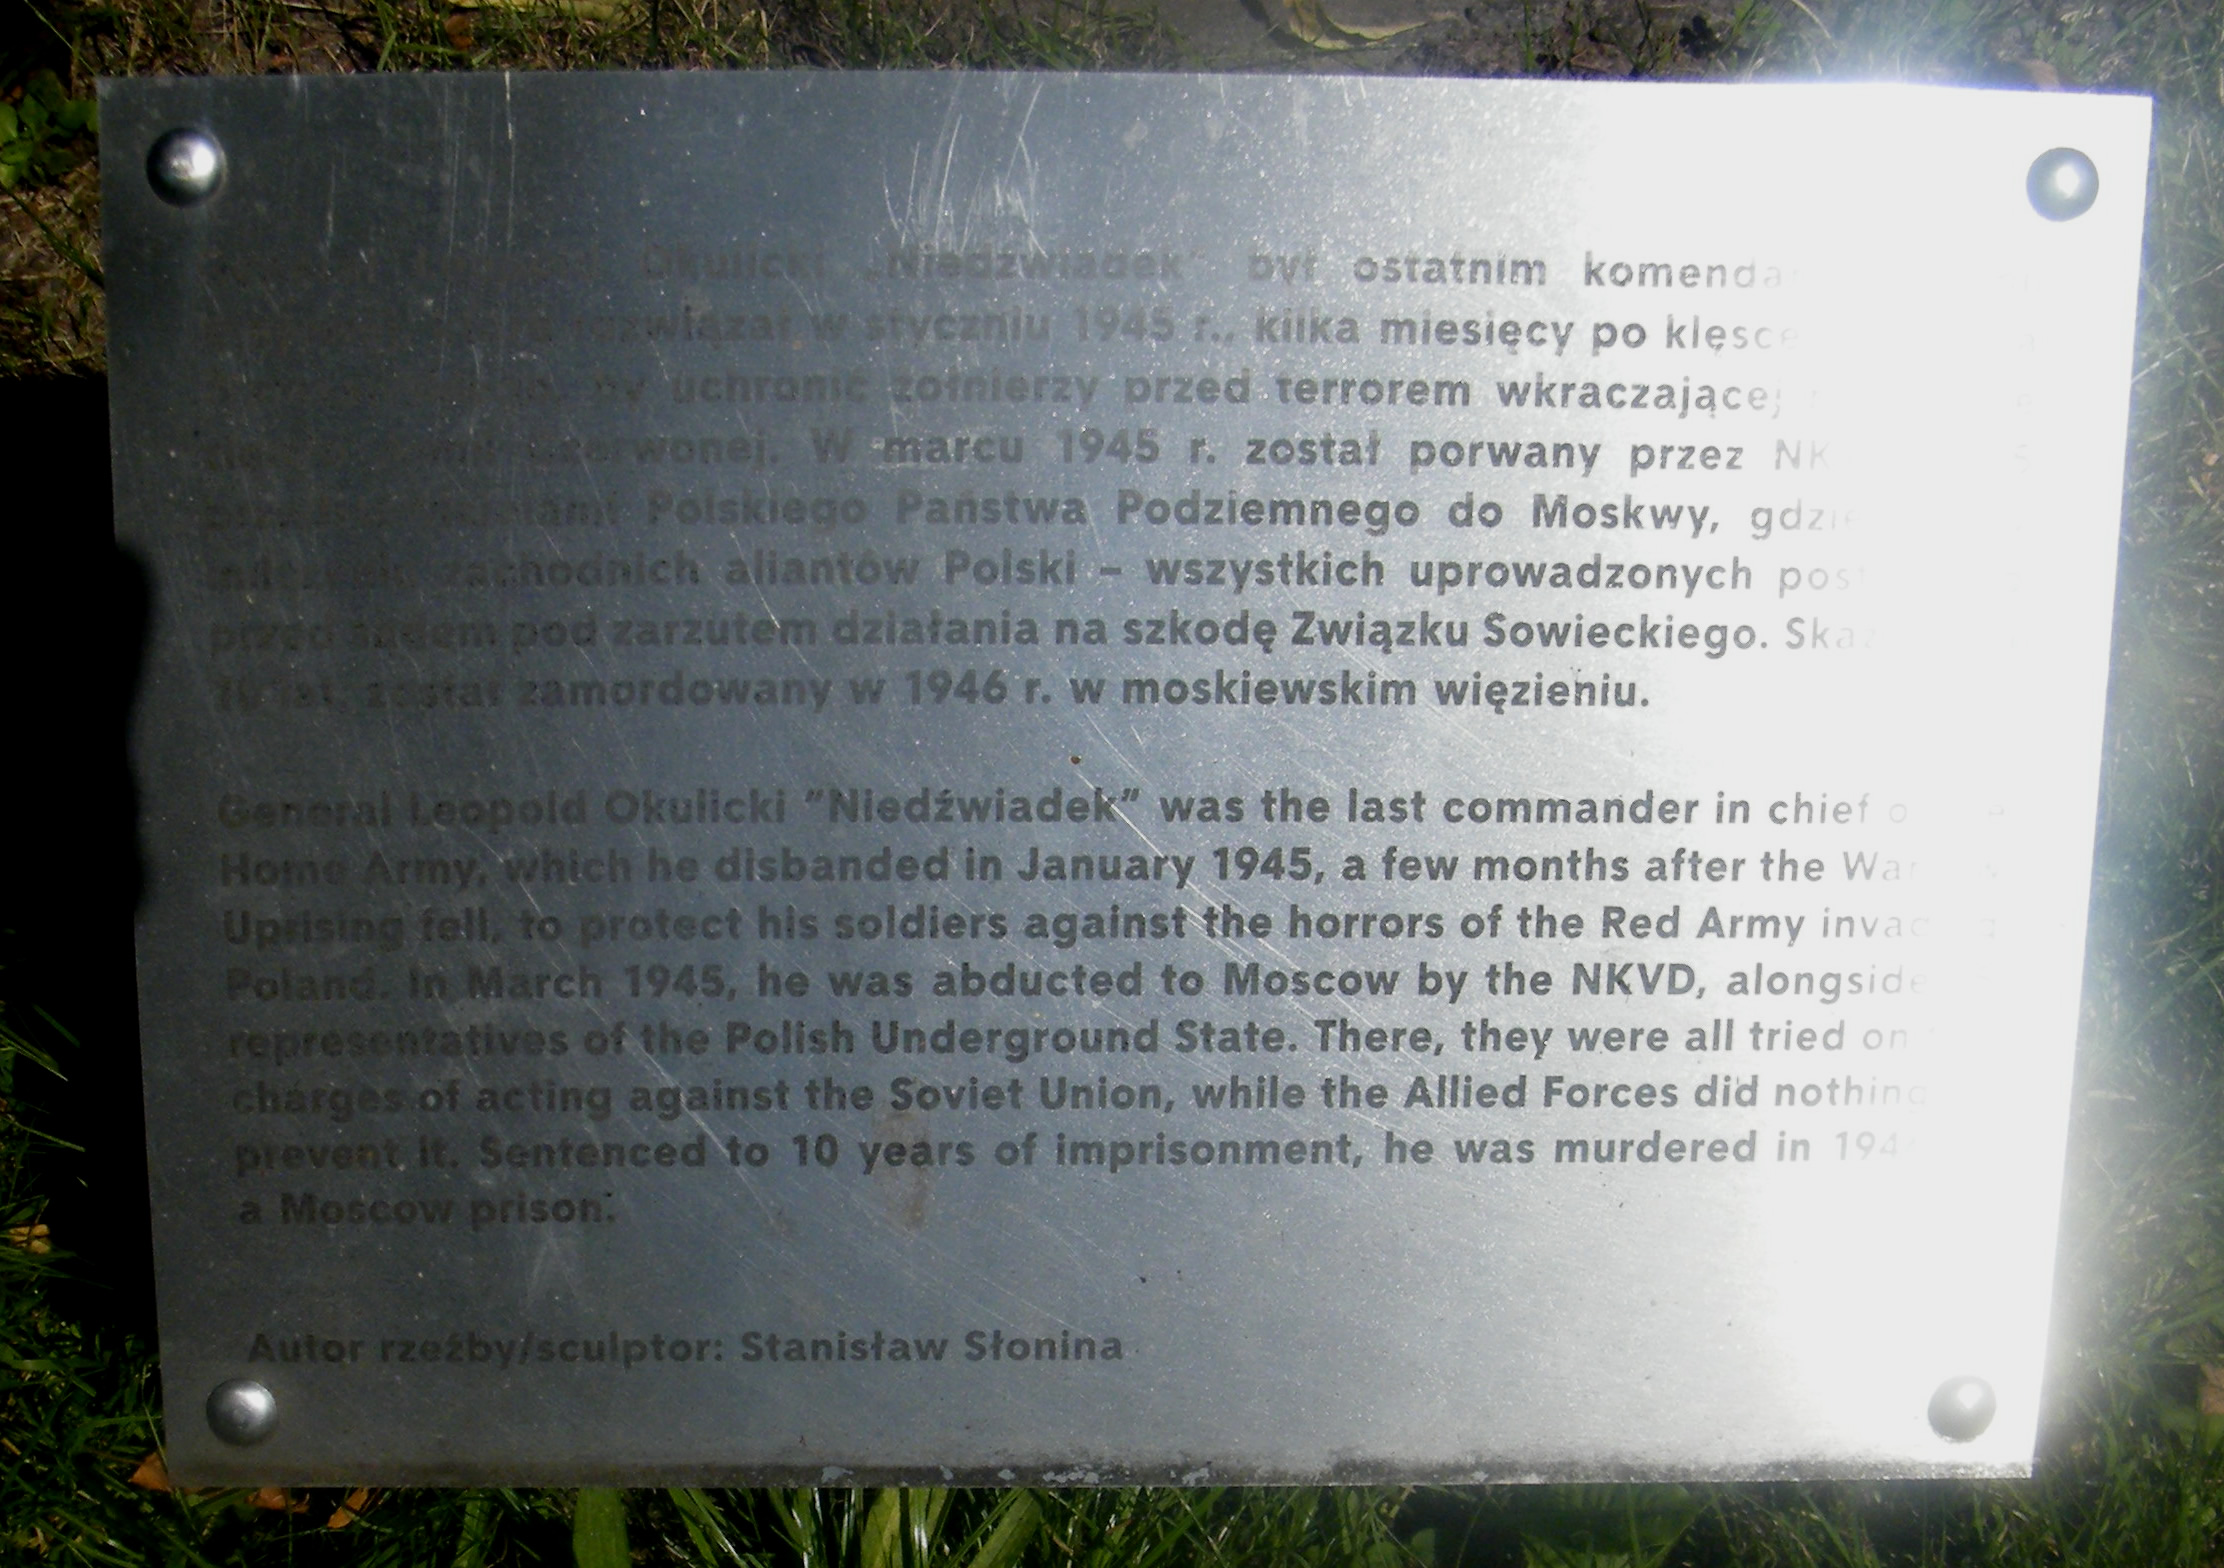 Okulicki „Niedźwiadek” był ostatnim
rozwiązał w styczniu 1945 r., kilka miesięcy po klęsce
by uchronić żołnierzy przed terrorem wkraczającej
W marcu 1945 r. został porwany przez
Polskiego Państwa Podziemnego do Moskwy, gdzie
zachodnich aliantów Polski – wszystkich uprowadzonych
przed sądem pod zarzutem działania na szkodę Związku Sowieckiego.
10 lat, został zamordowany w 1946 r. w moskiewskim więzieniu.
General Leopold Okulicki "Niedźwiadek" was the last commander in chief
Home Army, which he disbanded in January 1945, a few months after the
Uprising fell, to protect his soldiers against the horrors of the Red Army
Poland. In March 1945, he was abducted to Moscow by the NKVD, alongside
representatives of the Polish Underground State. There, they were all tried on
charges of acting against the Soviet Union, while the Allied Forces did nothing
prevent it. Sentenced to 10 years of imprisonment, he was murdered in
a Moscow prison.
Autor rzeźby/sculptor: Stanisław Słonina